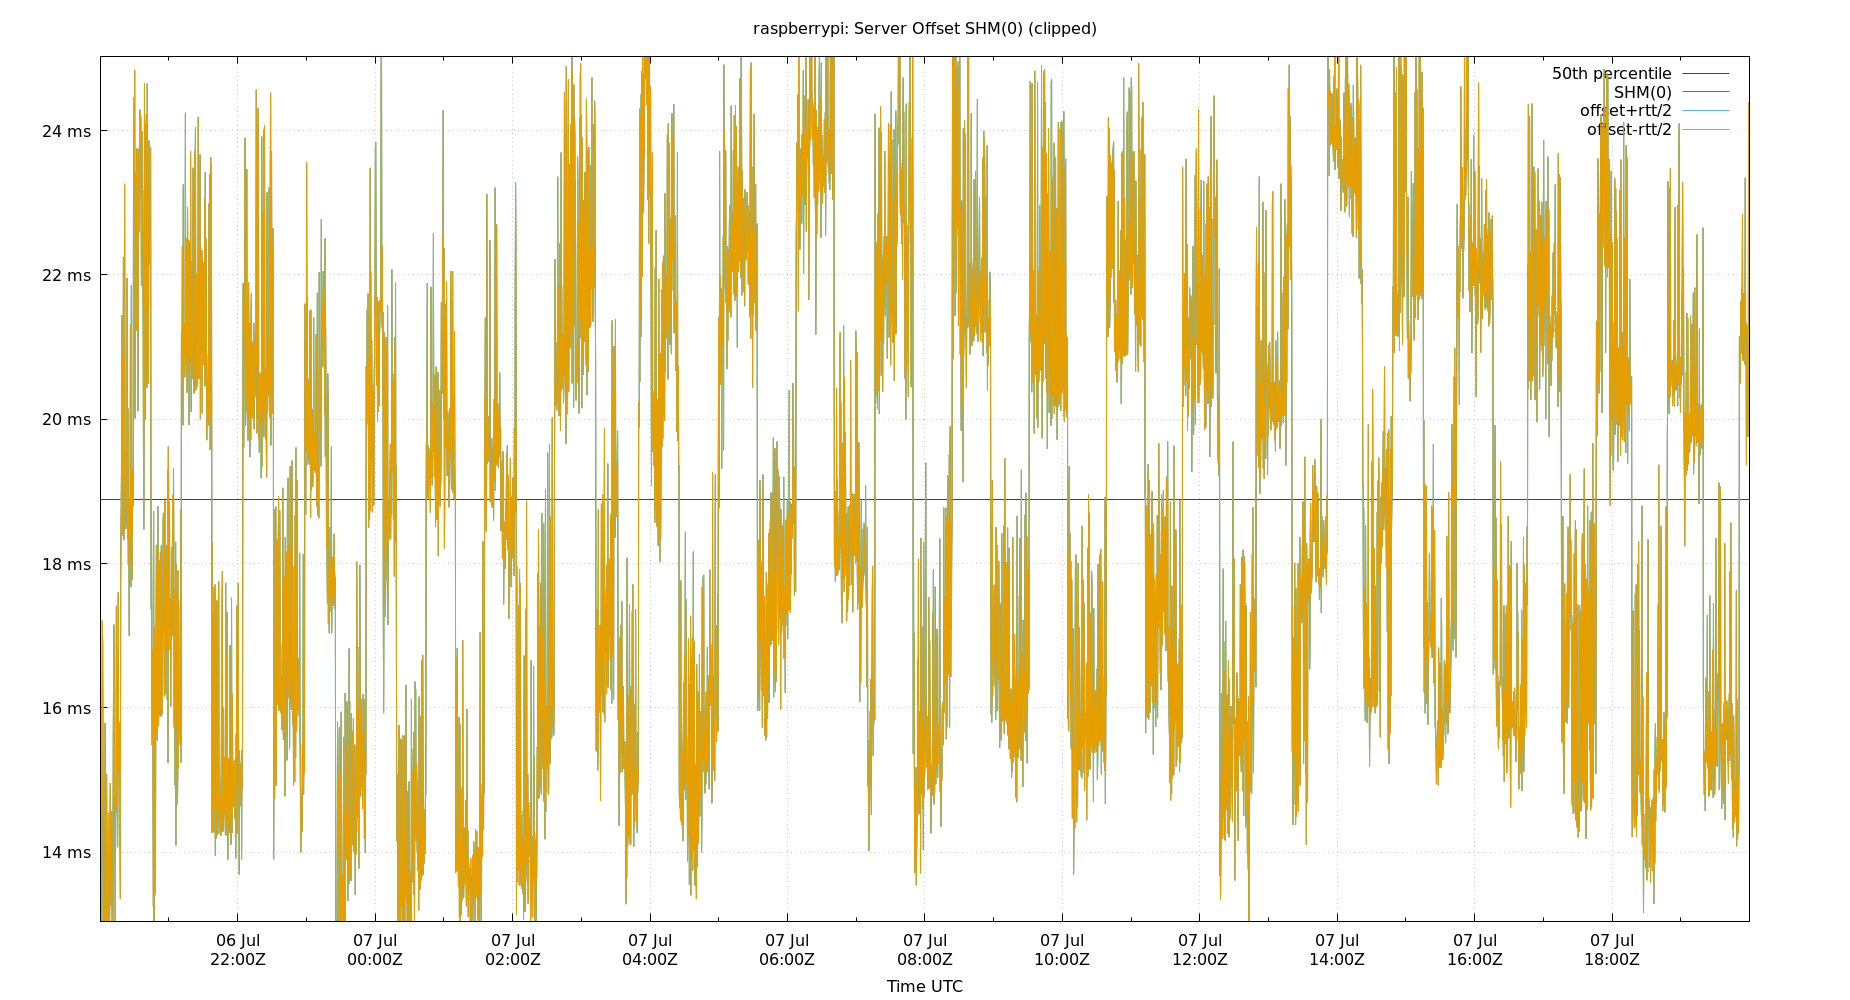 raspberrypi: Server Offset SHM(0) (clipped)
50th percentile
SHM(0)
offset+rtt/2
offset-rtt/2
24 ms
22 ms
20 ms
18 ms
16 ms
14 ms
06 Jul 07 Jul 07 Jul 07 Jul 07 Jul 07 Jul 07 Jul 07 Jul 07 Jul 07 Jul 07 Jul
22:00Z 00:00Z 02:00Z 04:00Z 06:00Z 08:00Z 10:00Z 12:00Z 14:00Z 16:00Z 18:00Z
Time UTC